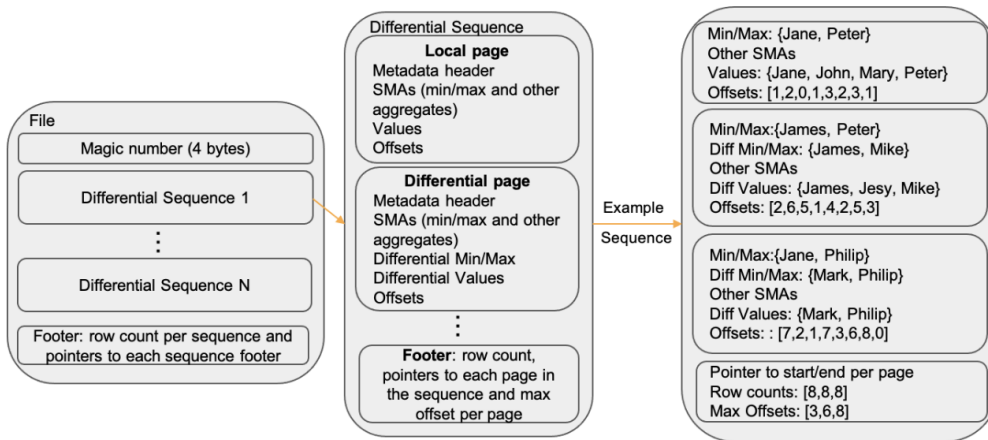 File
Magic number (4 bytes)
Differential Sequence 1
⋮
Differential Sequence N
Footer: row count per sequence and
pointers to each sequence footer
Differential Sequence
Local page
Metadata header
SMAs (min/max and other
aggregates)
Values
Offsets
Differential page
Metadata header
SMAs (min/max and other
aggregates)
Differential Min/Max
Differential Values
Offsets
⋮
Footer: row count,
pointers to each page in
the sequence and max
offset per page
Example
Sequence
Min/Max: {Jane, Peter}
Other SMAs
Values: {Jane, John, Mary, Peter}
Offsets: [1,2,0,1,3,2,3,1]
Min/Max:{James, Peter}
Diff Min/Max: {James, Mike}
Other SMAs
Diff Values: {James, Jesy, Mike}
Offsets: [2,6,5,1,4,2,5,3]
Min/Max:{Jane, Philip}
Diff Min/Max: {Mark, Philip}
Other SMAs
Diff Values: {Mark, Philip}
Offsets: : [7,2,1,7,3,6,8,0]
Pointer to start/end per page
Row counts: [8,8,8]
Max Offsets: [3,6,8]